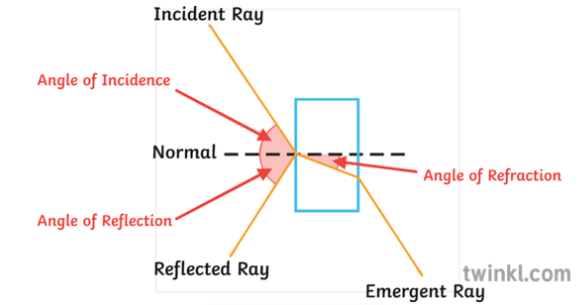 Incident Ray
Angle of Incidence
Normal
Angle of Refraction
Angle of Reflection
Reflected Ray
Emergent Ray
twinkl.com